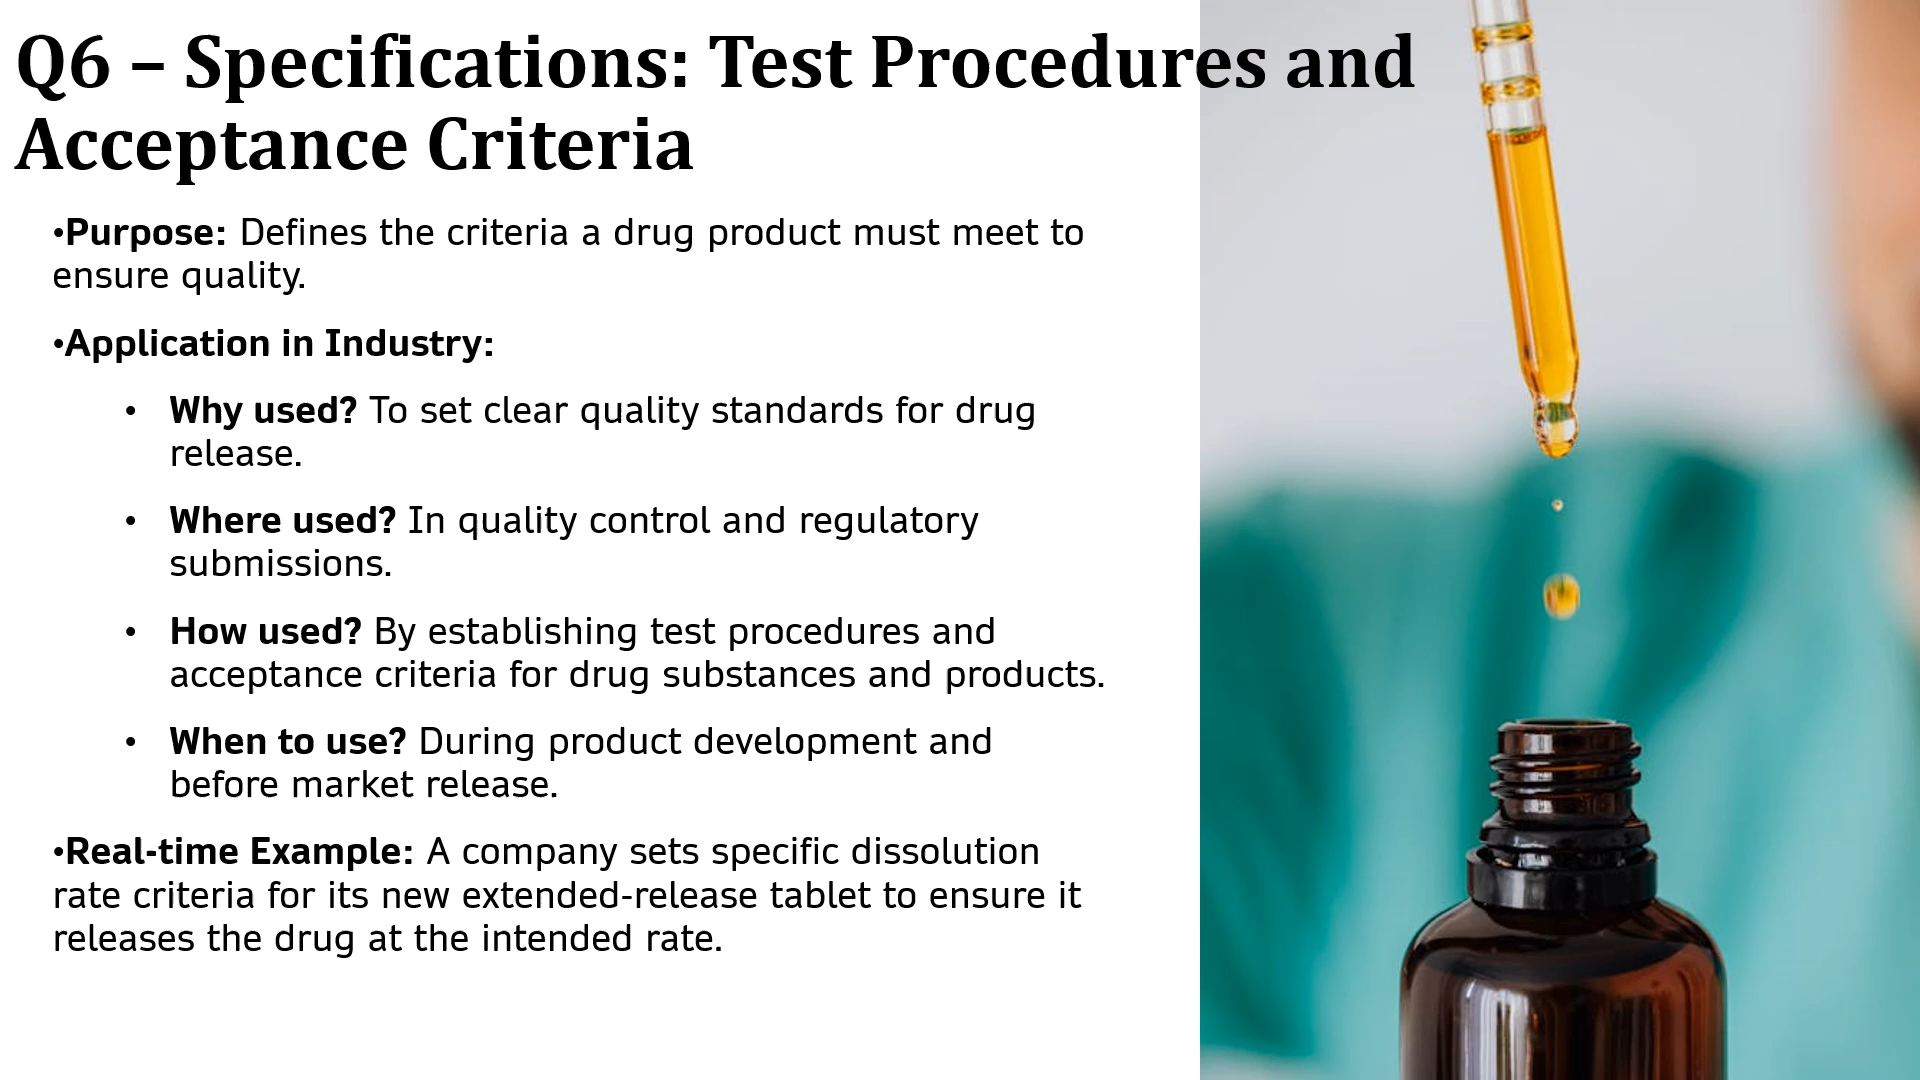 Q6 – Specifications: Test Procedures and
Acceptance Criteria
•Purpose: Defines the criteria a drug product must meet to
ensure quality.
•Application in Industry:
• Why used? To set clear quality standards for drug
release.
• Where used? In quality control and regulatory
submissions.
• How used? By establishing test procedures and
acceptance criteria for drug substances and products.
• When to use? During product development and
before market release.
•Real-time Example: A company sets specific dissolution
rate criteria for its new extended-release tablet to ensure it
releases the drug at the intended rate.